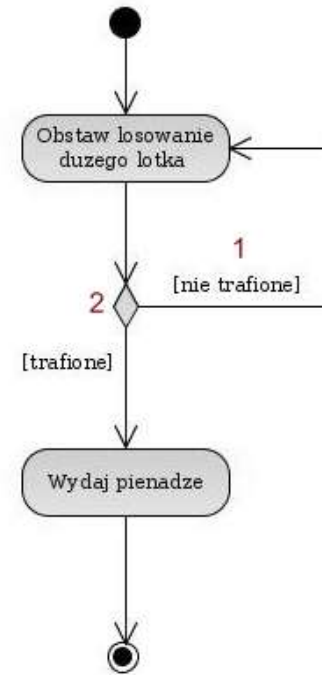 Obstaw losowanie
duzego lotka
1
[nie trafione]
2
[trafione]
Wydaj pienadze